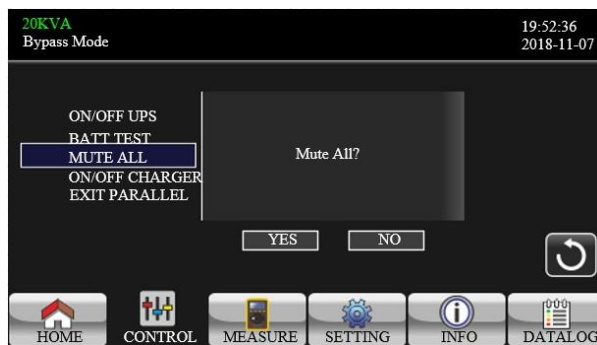 20KVA
Bypass Mode
19:52:36
2018-11-07
ON/OFF UPS
BATT TEST
MUTE ALL
ON/OFF CHARGER
EXIT PARALLEL
Mute All?
YES NO
HOME CONTROL MEASURE SETTING INFO DATALOG